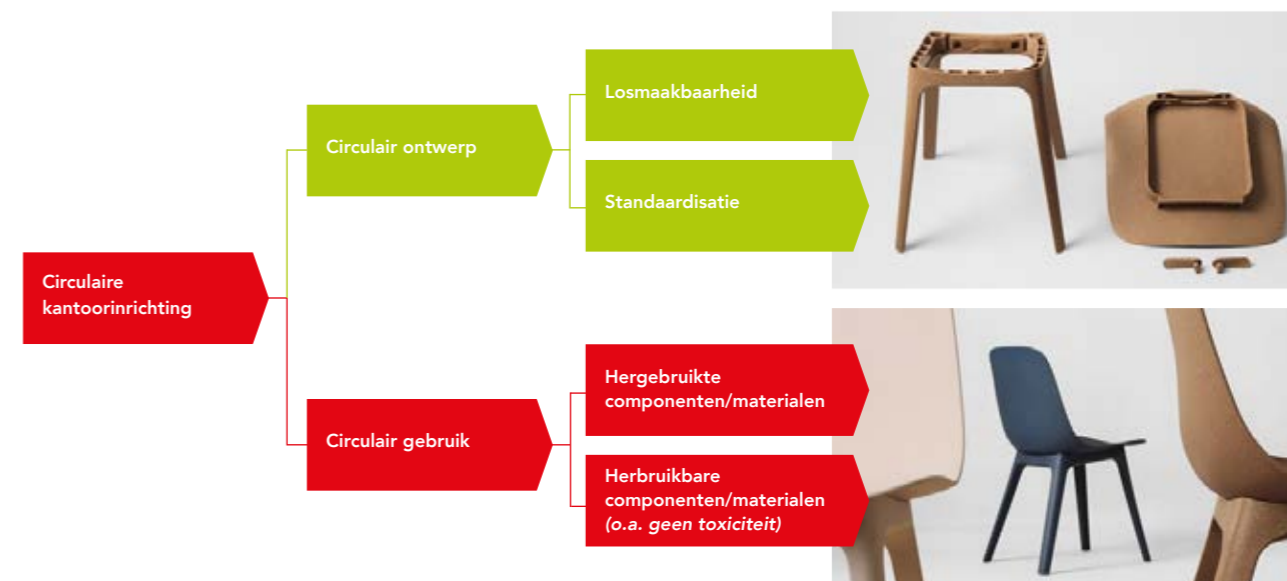 Losmaakbaarheid
Circulair ontwerp
Standaardisatie
Circulaire
kantoorinrichting
Hergebruikte
componenten/materialen
Circulair gebruik
Herbruikbare
componenten/materialen
(o.a. geen toxiciteit)